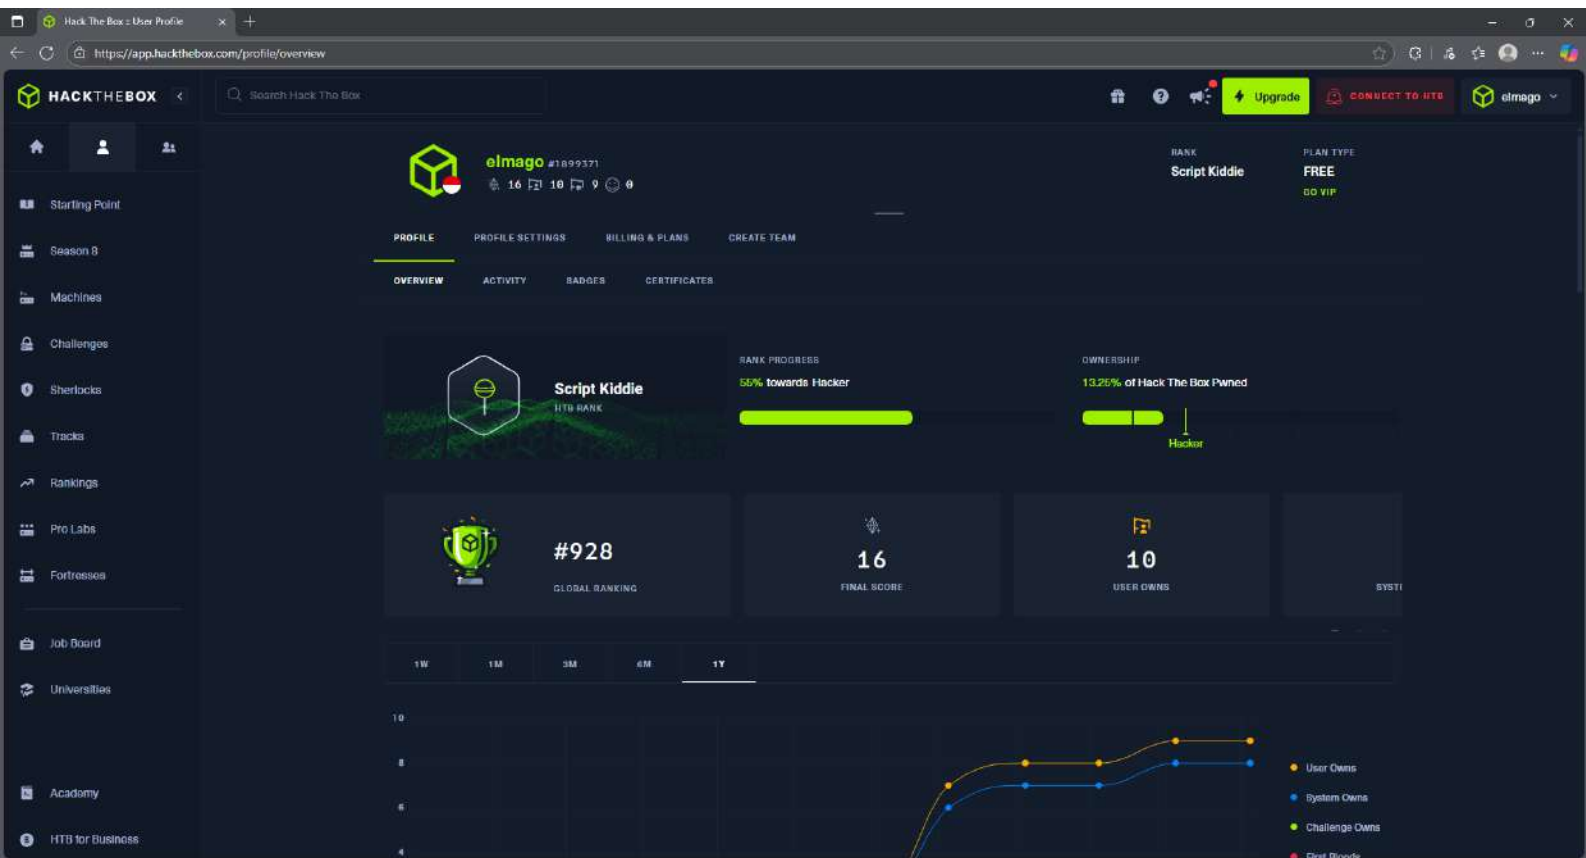 Hack The Box :: User Profile
https://app.hackthebox.com/profile/overview
HACKTHEBOX
Search Hack The Box
Upgrade
CONNECT TO HTB
elmago
elmago #1899371
16 10 9 0
RANK
Script Kiddie
PLAN TYPE
FREE
GO VIP
Starting Point
Season 8
Machines
Challenges
Sherlocks
Tracks
Rankings
Pro Labs
Fortresses
Job Board
Universities
Academy
HTB for Business
PROFILE PROFILE SETTINGS BILLING & PLANS CREATE TEAM
OVERVIEW ACTIVITY BADGES CERTIFICATES
Script Kiddie
HTB RANK
RANK PROGRESS
55% towards Hacker
OWNERSHIP
13.25% of Hack The Box Pwned
Hacker
#928
GLOBAL RANKING
16
FINAL SCORE
10
USER OWNS
SYSTE
1W 1M 3M 6M 1Y
10
8
6
4
User Owns
System Owns
Challenge Owns
First Bloods